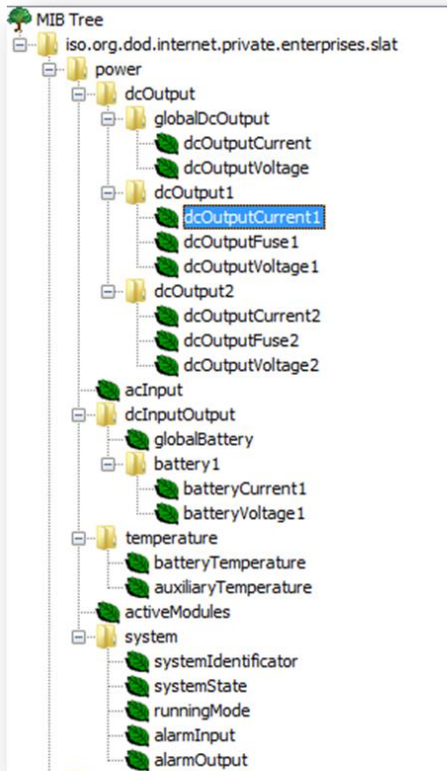 MIB Tree
iso.org.dod.internet.private.enterprises.slat
power
dcOutput
globalDcOutput
dcOutputCurrent
dcOutputVoltage
dcOutput1
dcOutputCurrent1
dcOutputFuse1
dcOutputVoltage1
dcOutput2
dcOutputCurrent2
dcOutputFuse2
dcOutputVoltage2
acInput
dcInputOutput
globalBattery
battery1
batteryCurrent1
batteryVoltage1
temperature
batteryTemperature
auxiliaryTemperature
activeModules
system
systemIdentificator
systemState
runningMode
alarmInput
alarmOutput